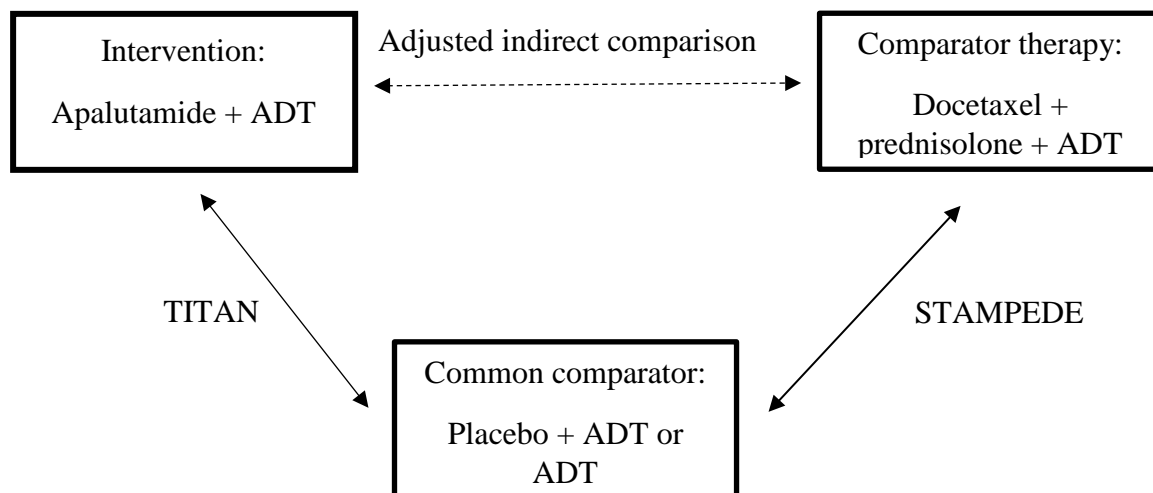 Intervention:
Apalutamide + ADT
Adjusted indirect comparison
Comparator therapy:
Docetaxel +
prednisolone + ADT
TITAN
STAMPEDE
Common comparator:
Placebo + ADT or
ADT